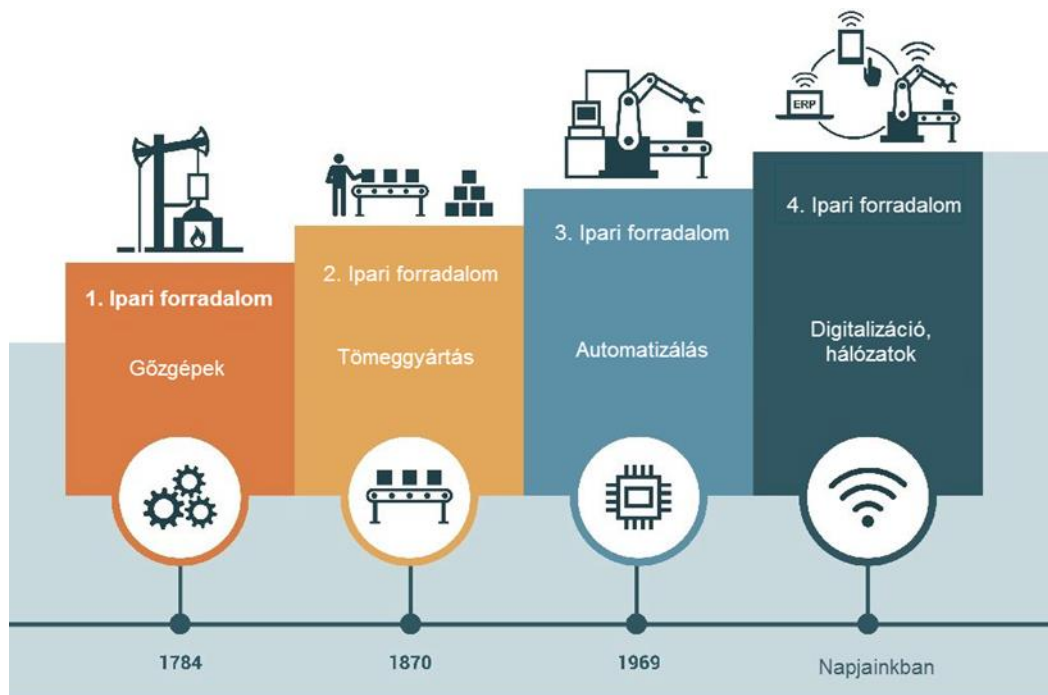 ERP
1. Ipari forradalom
Gőzgépek
2. Ipari forradalom
Tömeggyártás
3. Ipari forradalom
Automatizálás
4. Ipari forradalom
Digitalizáció,
hálózatok
1784
1870
1969
Napjainkban